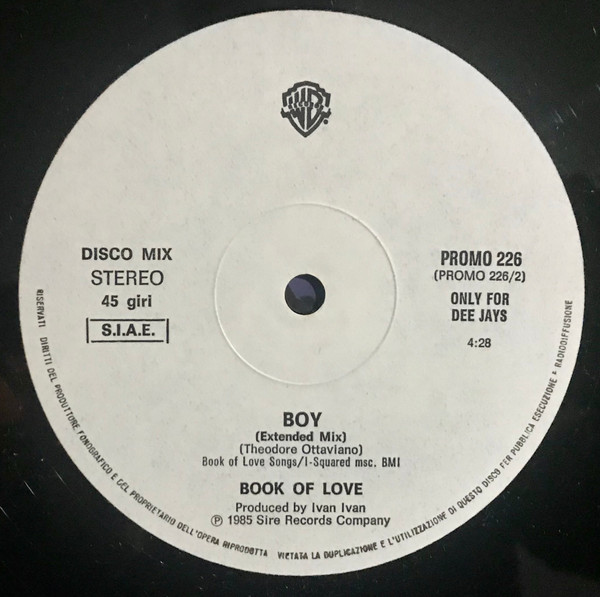 WB
DISCO MIX
STEREO
45 giri
S.I.A.E.
PROMO 226
(PROMO 226/2)
ONLY FOR
DEE JAYS
4:28
BOY
(Extended Mix)
(Theodore Ottaviano)
Book of Love Songs/I-Squared msc. BMI
BOOK OF LOVE
Produced by Ivan Ivan
℗ 1985 Sire Records Company
RISERVATI DIRITTI DEL PRODUTTORE FONOGRAFICO E DEL PROPRIETARIO DELL'OPERA RIPRODOTTA VIETATA LA DUPLICAZIONE E L'UTILIZZAZIONE DI QUESTO DISCO PER PUBBLICA ESECUZIONE A RADIODIFFUSIONE